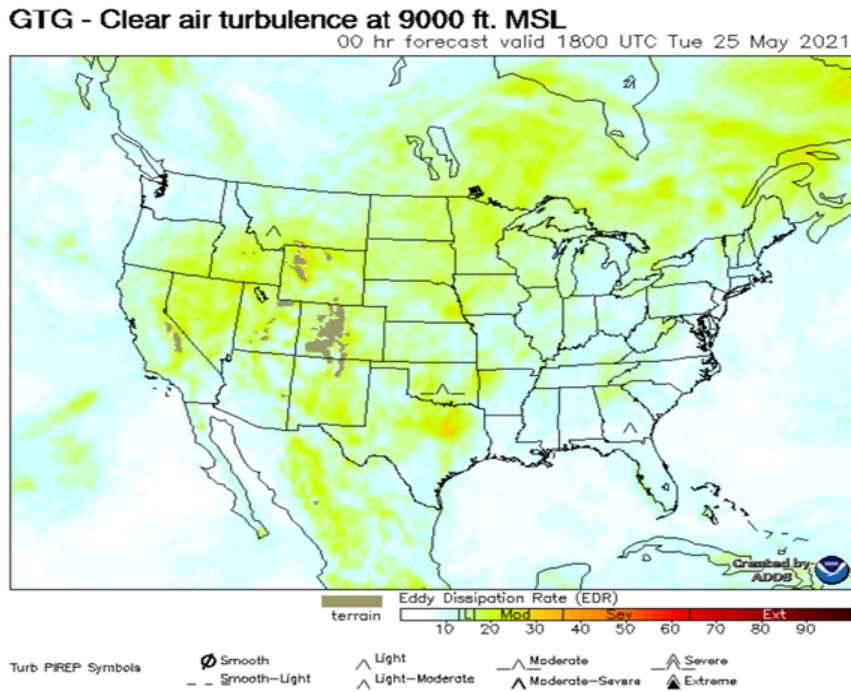 GTG - Clear air turbulence at 9000 ft. MSL
00 hr forecast valid 1800 UTC Tue 25 May 2021
Created by
ADDS
Eddy Dissipation Rate (EDR)
L Mod Sev Ext
terrain
10 20 30 40 50 60 70 80 90
Turb PIREP Symbols
Smooth Light Moderate Severe
Smooth-Light Light-Moderate Moderate-Severe Extreme